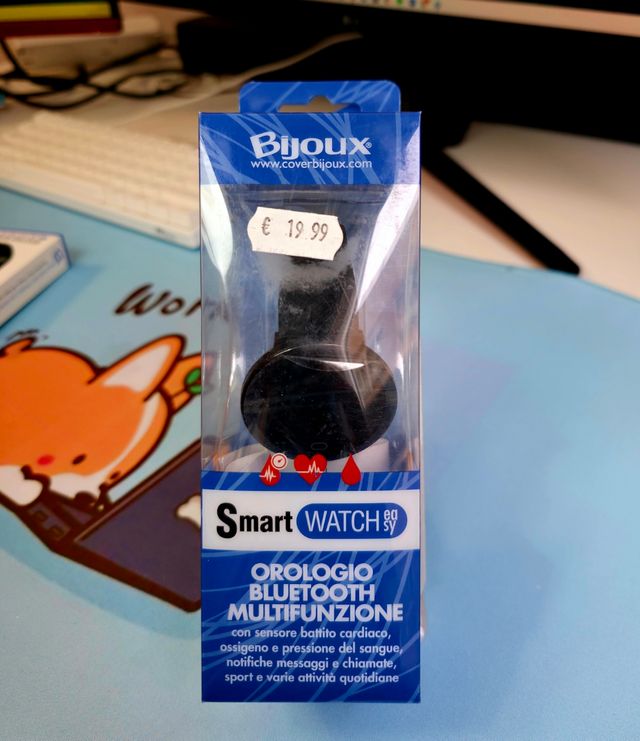 Bijoux®
www.coverbijoux.com
€ 19.99
Smart WATCH easy
OROLOGIO
BLUETOOTH
MULTIFUNZIONE
con sensore battito cardiaco,
ossigeno e pressione del sangue,
notifiche messaggi e chiamate,
sport e varie attività quotidiane